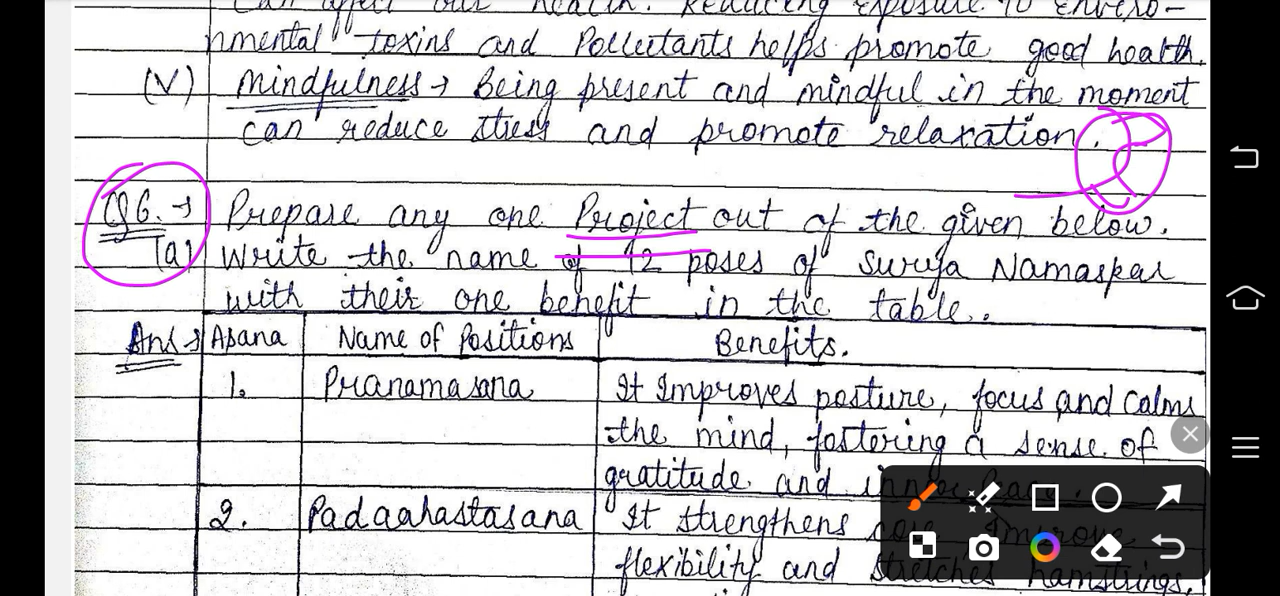 can affect our health. Reducing exposure to enviro-
nmental toxins and Pollutants helps promote good health.
(V) Mindfulness → Being present and mindful in the moment
can reduce stress and promote relaxation.
Q6. → Prepare any one Project out of the given below.
(a) Write the name of 12 poses of Surya Namaskar
with their one benefit in the table.
Ans → Asana Name of Positions Benefits.
1. Pranamasana It Improves posture, focus and Calms
the mind, fostering a sense of
gratitude and
2. Padaahastasana It strengthens
flexibility and stretches hamstrings.